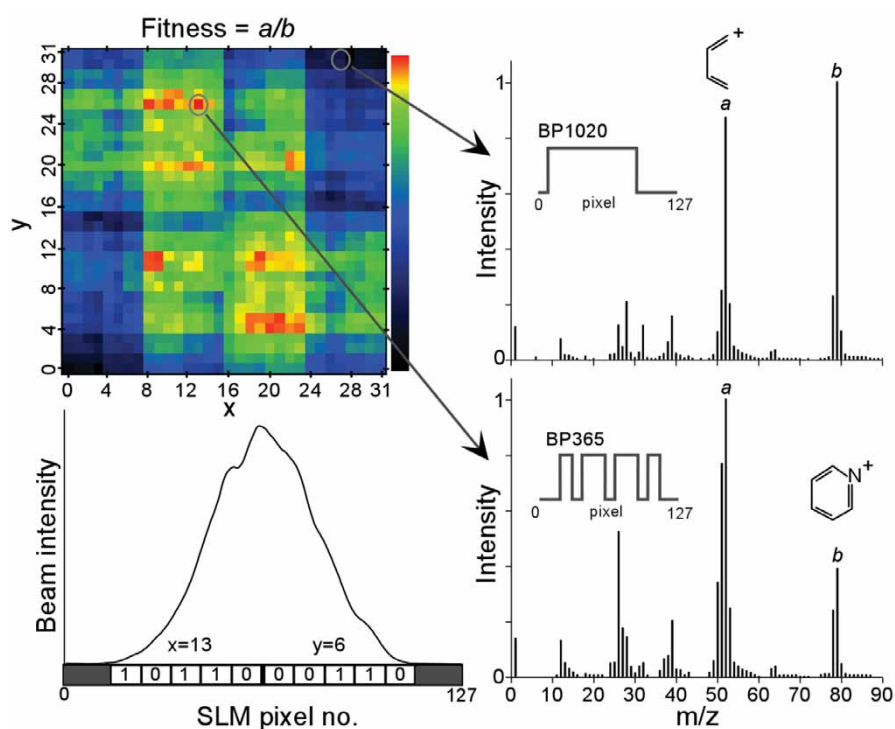 Fitness = a/b
31
28
24
20
16
12
8
4
0
y
0 4 8 12 16 20 24 28 31
x
Beam intensity
x=13 y=6
1 0 1 1 0 0 0 1 1 0
0 127
SLM pixel no.
+
a
b
1
BP1020
0 pixel 127
Intensity
0
a
1
BP365
0 pixel 127
N+
b
Intensity
0
0 10 20 30 40 50 60 70 80 90
m/z